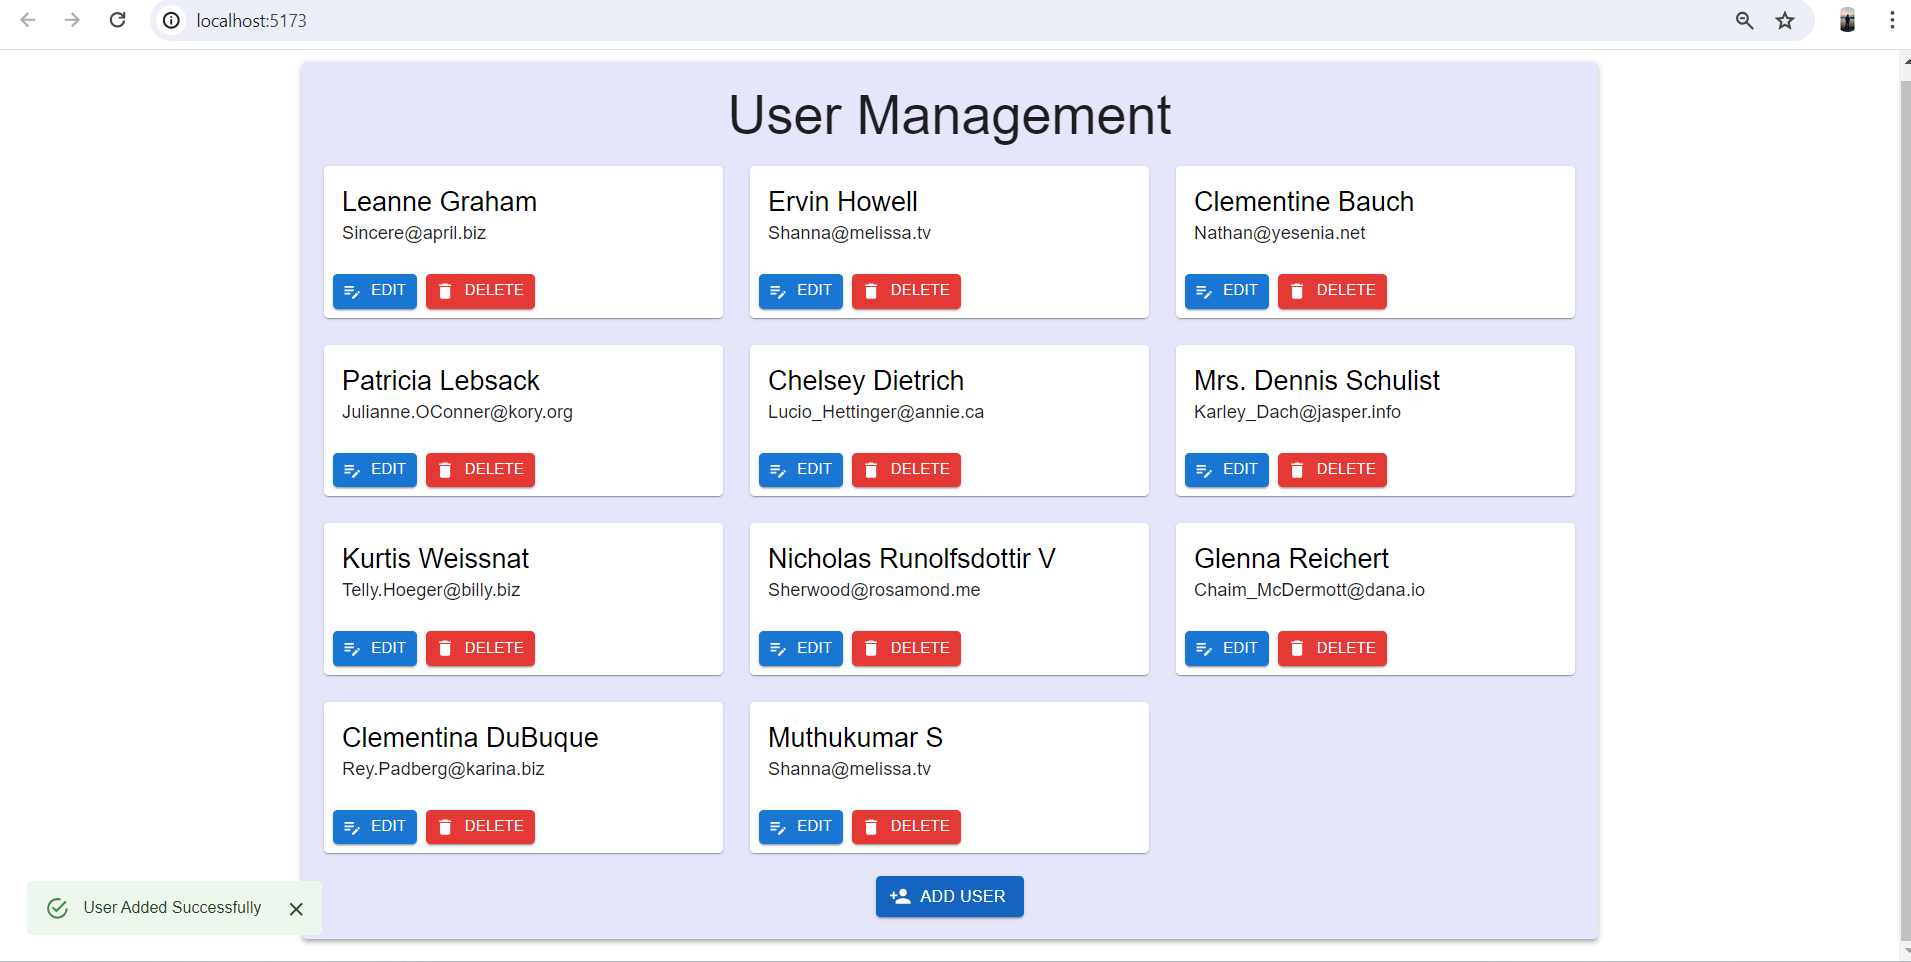 localhost:5173
User Management
Leanne Graham
Sincere@april.biz
EDIT DELETE
Ervin Howell
Shanna@melissa.tv
EDIT DELETE
Clementine Bauch
Nathan@yesenia.net
EDIT DELETE
Patricia Lebsack
Julianne.OConner@kory.org
EDIT DELETE
Chelsey Dietrich
Lucio_Hettinger@annie.ca
EDIT DELETE
Mrs. Dennis Schulist
Karley_Dach@jasper.info
EDIT DELETE
Kurtis Weissnat
Telly.Hoeger@billy.biz
EDIT DELETE
Nicholas Runolfsdottir V
Sherwood@rosamond.me
EDIT DELETE
Glenna Reichert
Chaim_McDermott@dana.io
EDIT DELETE
Clementina DuBuque
Rey.Padberg@karina.biz
EDIT DELETE
Muthukumar S
Shanna@melissa.tv
EDIT DELETE
ADD USER
User Added Successfully